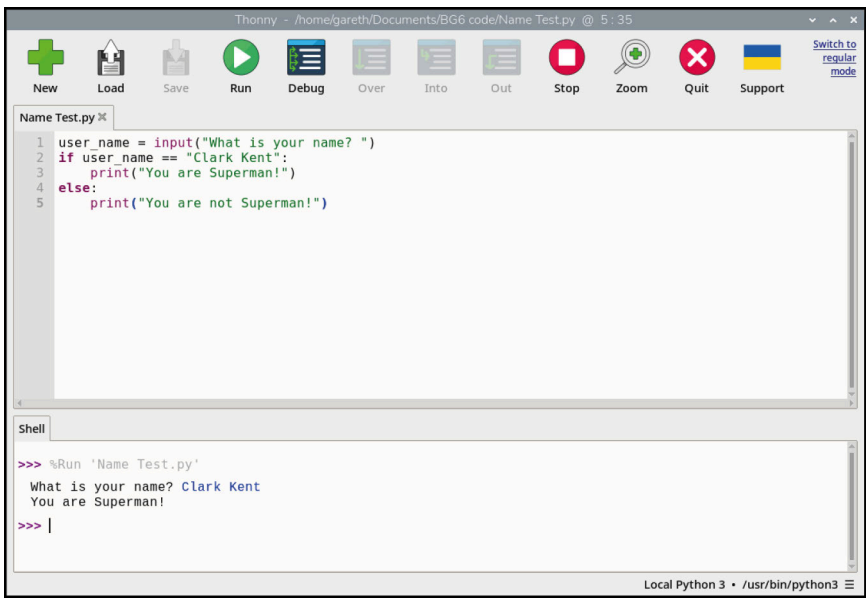 Thonny - /home/gareth/Documents/BG6 code/Name Test.py @ 5:35
New Load Save Run Debug Over Into Out Stop Zoom Quit Support
Switch to
regular
mode
Name Test.py
1 user_name = input("What is your name? ")
2 if user_name == "Clark Kent":
3     print("You are Superman!")
4 else:
5     print("You are not Superman!")
Shell
>>> %Run 'Name Test.py'
What is your name? Clark Kent
You are Superman!
>>>
Local Python 3 • /usr/bin/python3 ☰